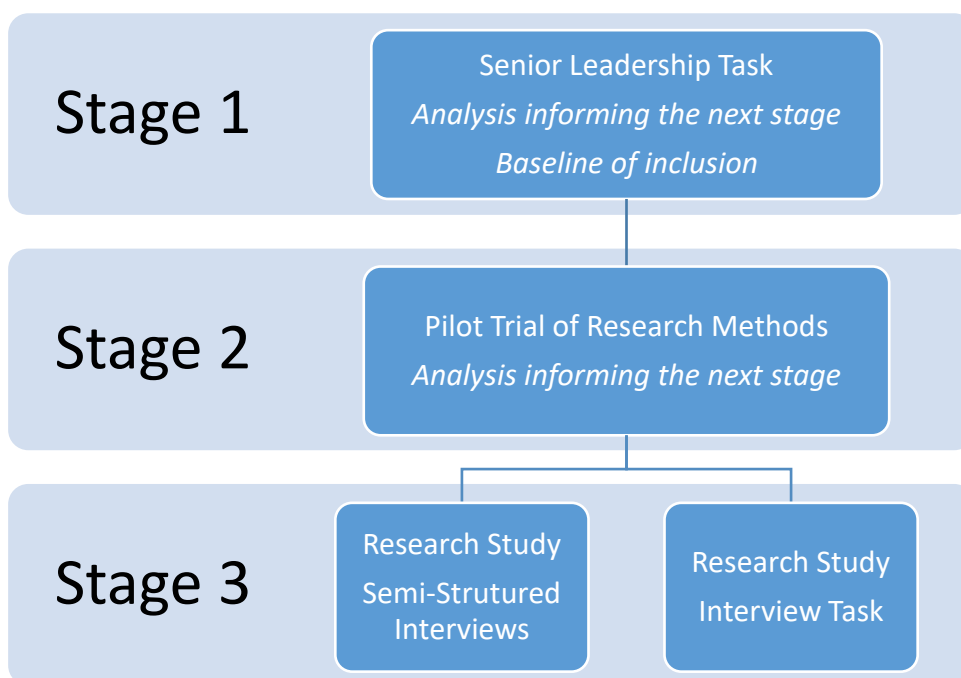 Stage 1
Senior Leadership Task
Analysis informing the next stage
Baseline of inclusion
Stage 2
Pilot Trial of Research Methods
Analysis informing the next stage
Stage 3
Research Study
Semi-Strutured
Interviews
Research Study
Interview Task